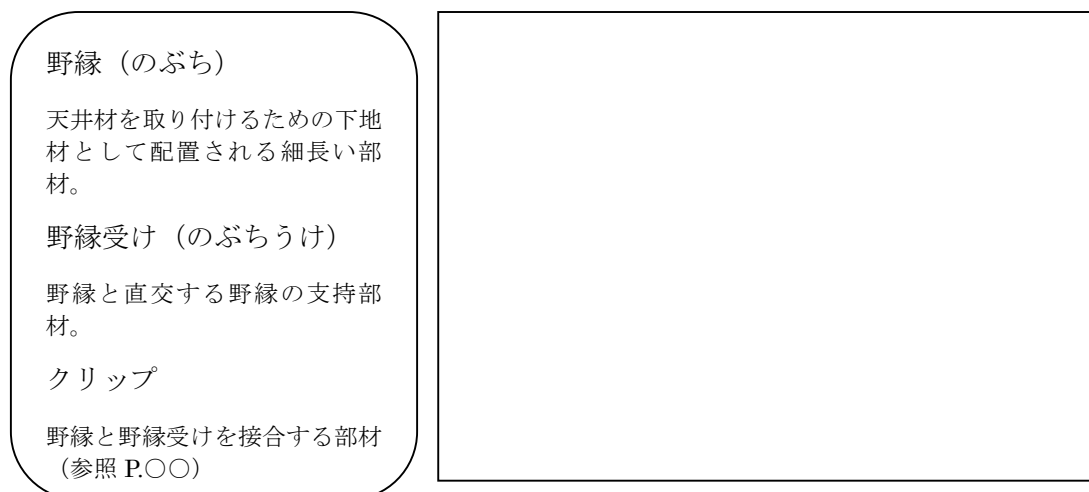 野縁（のぶち）
天井材を取り付けるための下地
材として配置される細長い部
材。
野縁受け（のぶちうけ）
野縁と直交する野縁の支持部
材。
クリップ
野縁と野縁受けを接合する部材
（参照 P.○○）